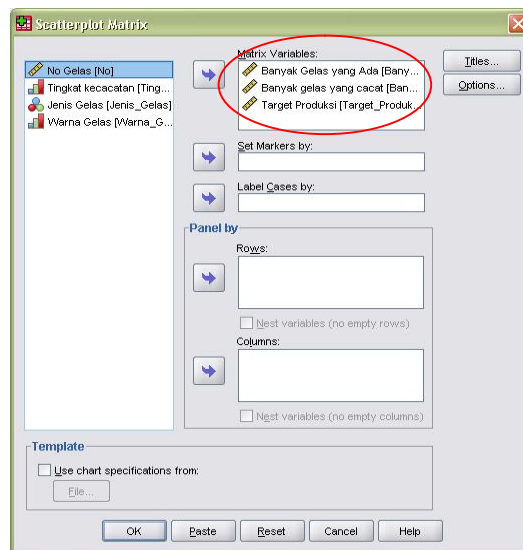 Scatterplot Matrix
No Gelas [No]
Tingkat kecacatan [Ting...
Jenis Gelas [Jenis_Gelas]
Warna Gelas [Warna_G...
Matrix Variables:
Banyak Gelas yang Ada [Bany...
Banyak gelas yang cacat [Ban...
Target Produksi [Target_Produk...
Titles...
Options...
Set Markers by:
Label Cases by:
Panel by
Rows:
Nest variables (no empty rows)
Columns:
Nest variables (no empty columns)
Template
Use chart specifications from:
File...
OK Paste Reset Cancel Help